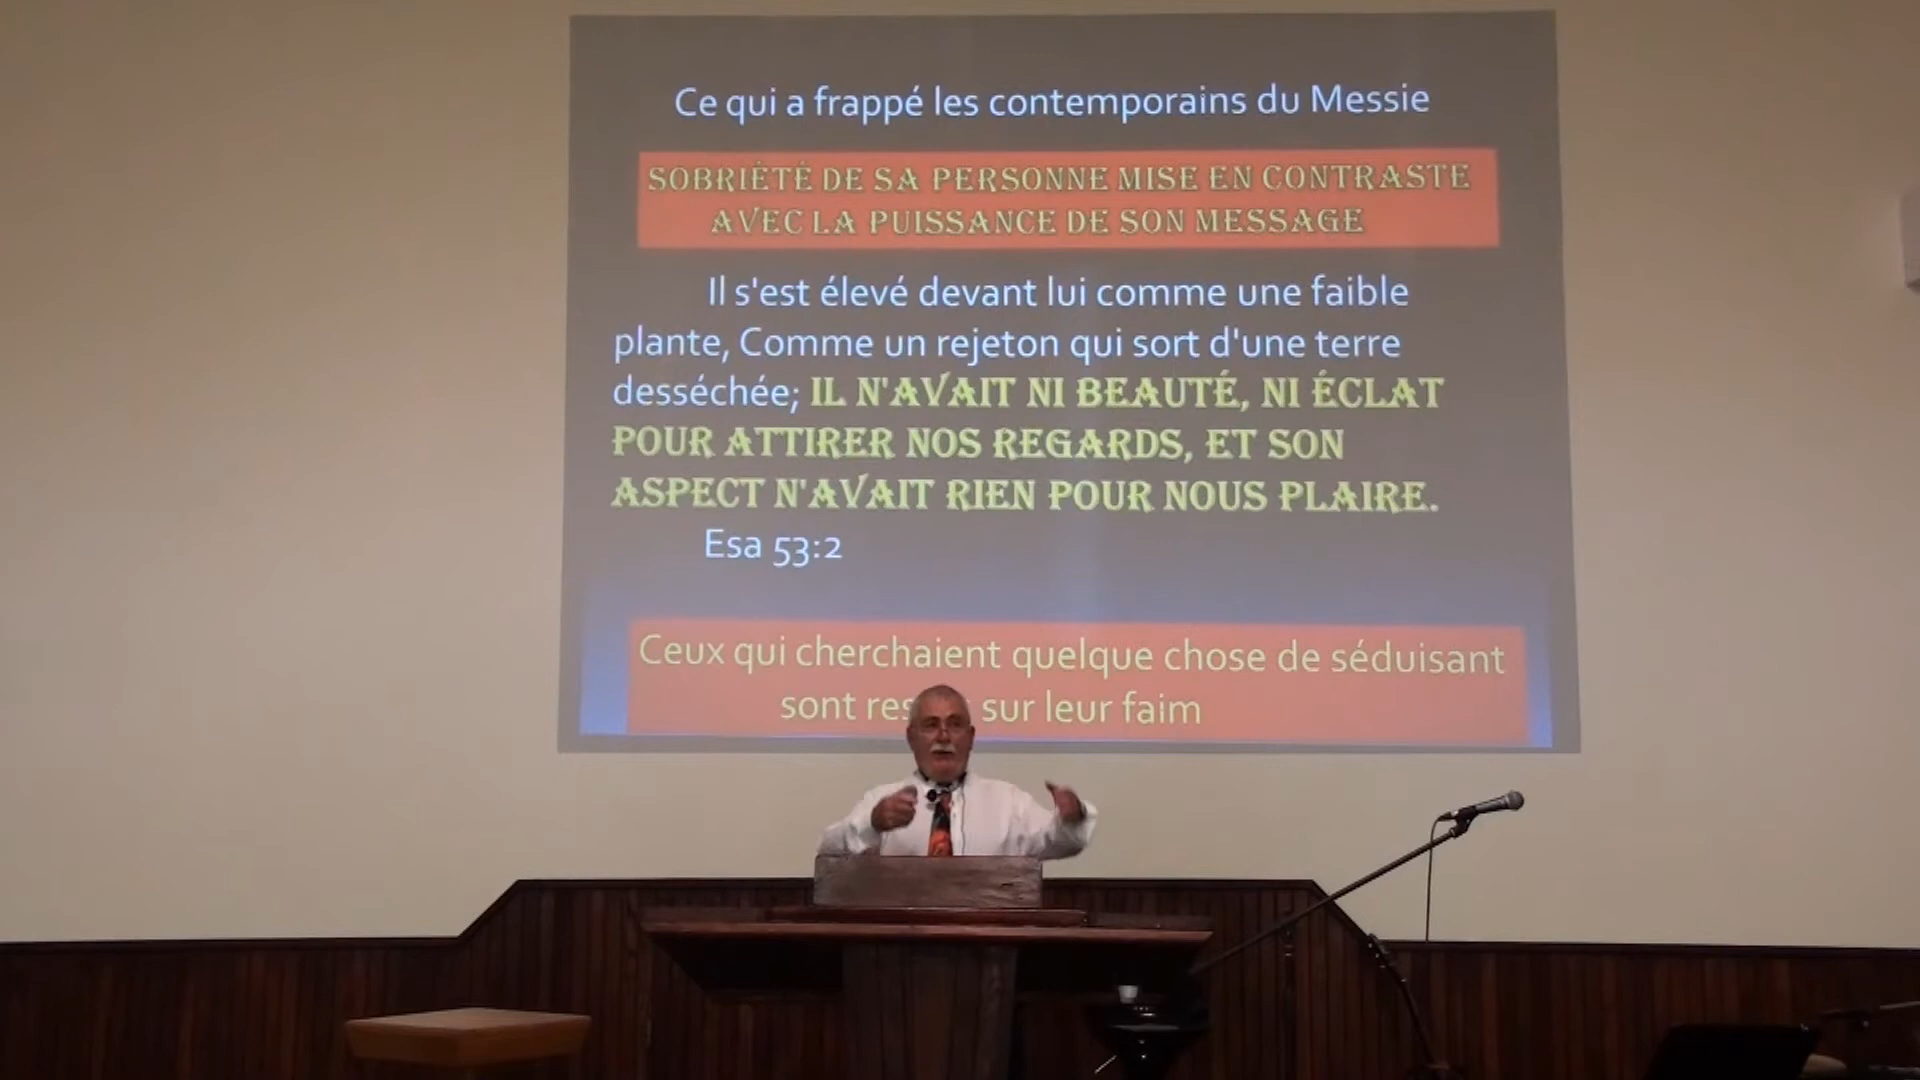 Ce qui a frappé les contemporains du Messie
SOBRIÉTÉ DE SA PERSONNE MISE EN CONTRASTE
AVEC LA PUISSANCE DE SON MESSAGE
Il s'est élevé devant lui comme une faible
plante, Comme un rejeton qui sort d'une terre
desséchée; IL N'AVAIT NI BEAUTÉ, NI ÉCLAT
POUR ATTIRER NOS REGARDS, ET SON
ASPECT N'AVAIT RIEN POUR NOUS PLAIRE.
Esa 53:2
Ceux qui cherchaient quelque chose de séduisant
sont sur leur faim